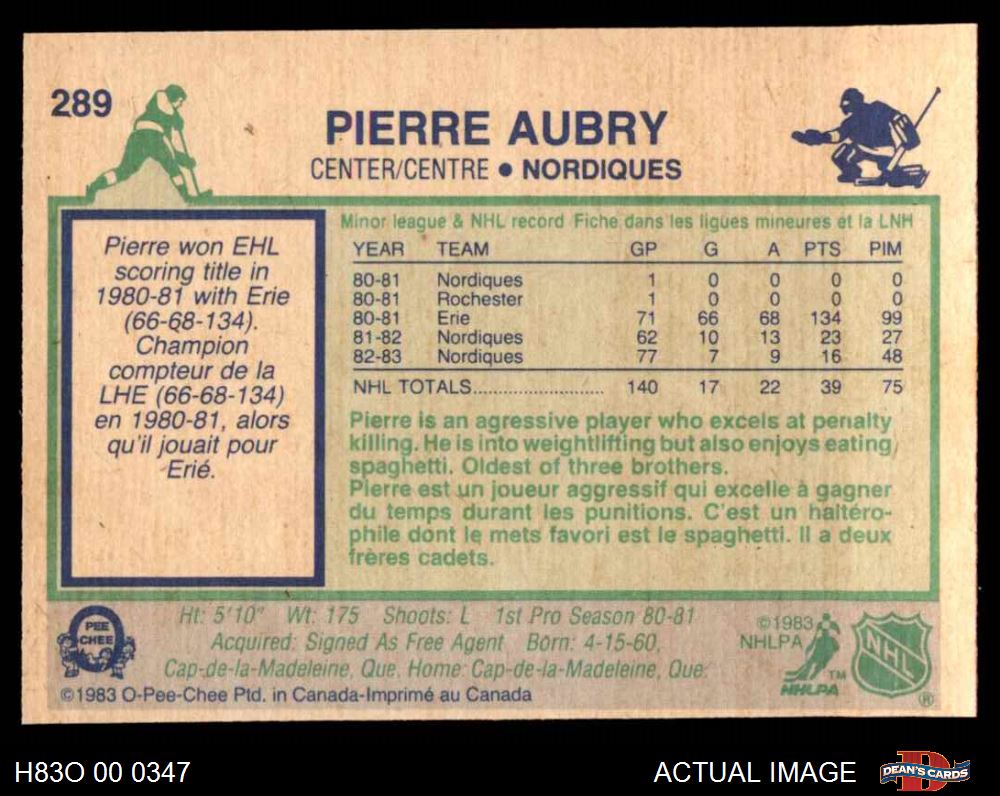 289
PIERRE AUBRY
CENTER/CENTRE • NORDIQUES
Pierre won EHL
scoring title in
1980-81 with Erie
(66-68-134).
Champion
compteur de la
LHE (66-68-134)
en 1980-81, alors
qu'il jouait pour
Erié.
Minor league & NHL record Fiche dans les ligues mineures et la LNH
YEAR TEAM GP G A PTS PIM
80-81 Nordiques 1 0 0 0 0
80-81 Rochester 1 0 0 0 0
80-81 Erie 71 66 68 134 99
81-82 Nordiques 62 10 13 23 27
82-83 Nordiques 77 7 9 16 48
NHL TOTALS........................ 140 17 22 39 75
Pierre is an agressive player who excels at penalty
killing. He is into weightlifting but also enjoys eating
spaghetti. Oldest of three brothers.
Pierre est un joueur aggressif qui excelle à gagner
du temps durant les punitions. C'est un haltéro-
phile dont le mets favori est le spaghetti. Il a deux
frères cadets.
PEE
CHEE
Ht: 5'10" Wt: 175 Shoots: L 1st Pro Season 80-81
Acquired: Signed As Free Agent Born: 4-15-60,
Cap-de-la-Madeleine, Que. Home: Cap-de-la-Madeleine, Que.
©1983 O-Pee-Chee Ptd. in Canada-Imprimé au Canada
©1983
NHLPA
TM
NHLPA
NHL
®
H83O 00 0347
ACTUAL IMAGE
DEAN'S CARDS